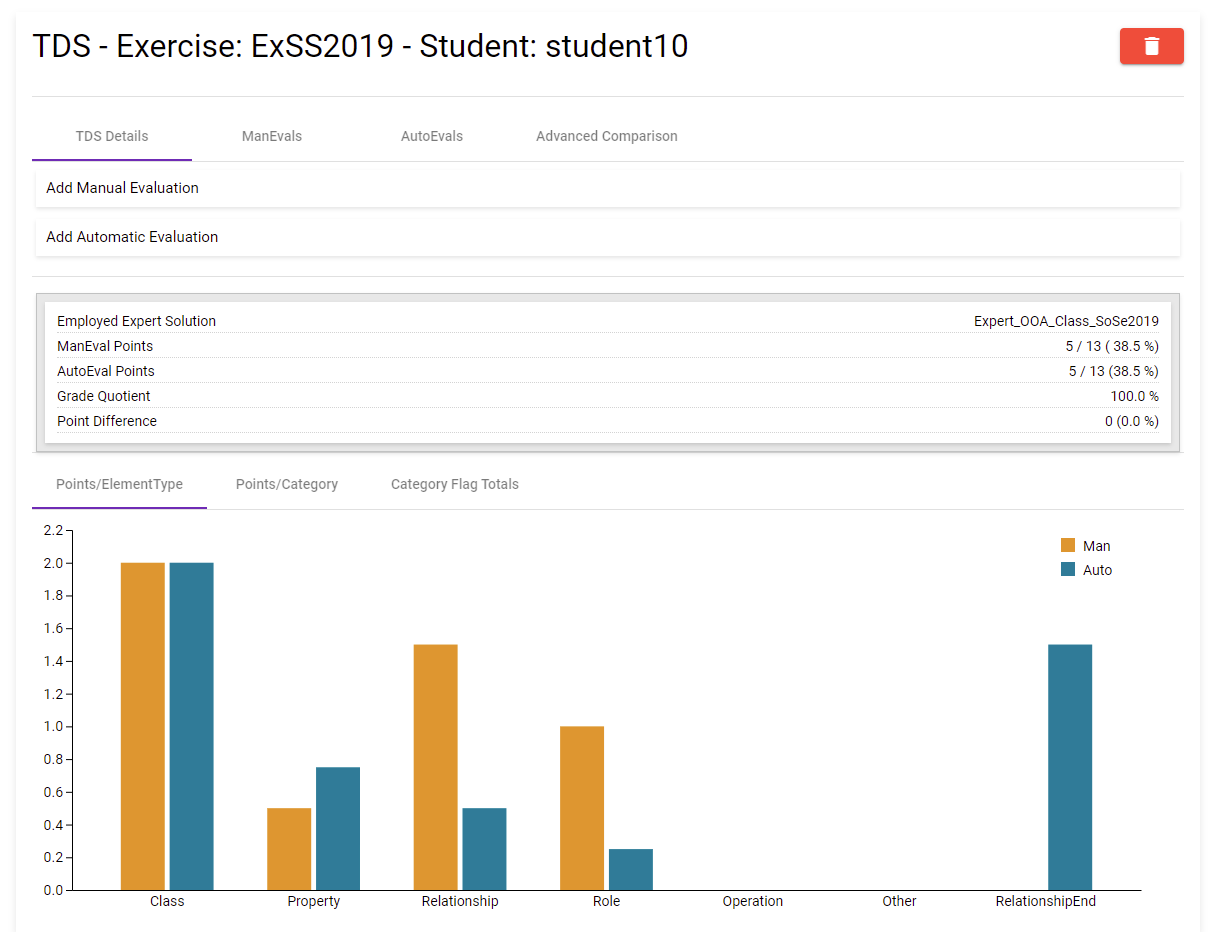 TDS - Exercise: ExSS2019 - Student: student10
TDS Details ManEvals AutoEvals Advanced Comparison
Add Manual Evaluation
Add Automatic Evaluation
Employed Expert Solution Expert_OOA_Class_SoSe2019
ManEval Points 5 / 13 ( 38.5 %)
AutoEval Points 5 / 13 (38.5 %)
Grade Quotient 100.0 %
Point Difference 0 (0.0 %)
Points/ElementType Points/Category Category Flag Totals
2.2
2.0
1.8
1.6
1.4
1.2
1.0
0.8
0.6
0.4
0.2
0.0
Man
Auto
Class Property Relationship Role Operation Other RelationshipEnd